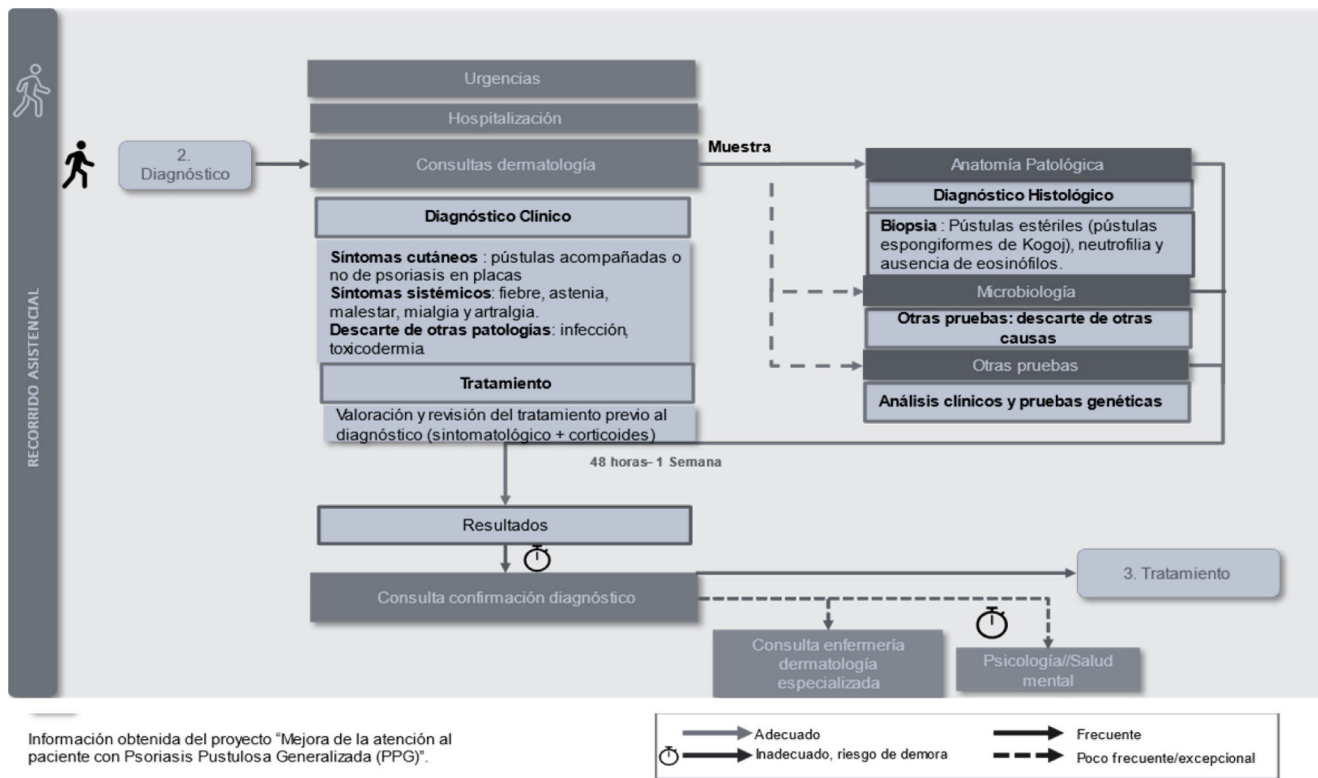 RECORRIDO ASISTENCIAL
2.
Diagnóstico
Urgencias
Hospitalización
Consultas dermatología
Diagnóstico Clínico
Síntomas cutáneos : pústulas acompañadas o
no de psoriasis en placas
Síntomas sistémicos: fiebre, astenia,
malestar, mialgia y artralgia.
Descarte de otras patologías: infección,
toxicodermia
Tratamiento
Valoración y revisión del tratamiento previo al
diagnóstico (sintomatológico + corticoides)
Muestra
Anatomía Patológica
Diagnóstico Histológico
Biopsia : Pústulas estériles (pústulas
espongiformes de Kogoj), neutrofilia y
ausencia de eosinófilos.
Microbiología
Otras pruebas: descarte de otras
causas
Otras pruebas
Análisis clínicos y pruebas genéticas
48 horas– 1 Semana
Resultados
Consulta confirmación diagnóstico
3. Tratamiento
Consulta enfermería
dermatología
especializada
Psicología//Salud
mental
Información obtenida del proyecto “Mejora de la atención al
paciente con Psoriasis Pustulosa Generalizada (PPG)”.
Adecuado
Inadecuado, riesgo de demora
Frecuente
Poco frecuente/excepcional